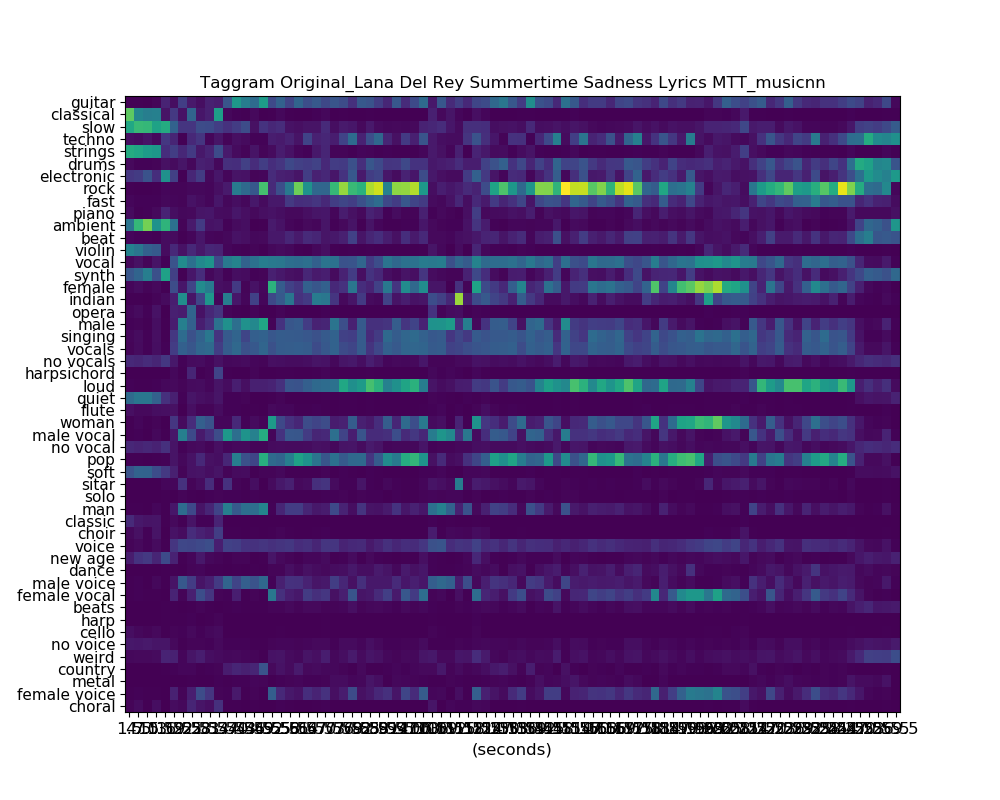 Taggram Original_Lana Del Rey Summertime Sadness Lyrics MTT_musicnn
guitar
classical
slow
techno
strings
drums
electronic
rock
fast
piano
ambient
beat
violin
vocal
synth
female
indian
opera
male
singing
vocals
no vocals
harpsichord
loud
quiet
flute
woman
male vocal
no vocal
pop
soft
sitar
solo
man
classic
choir
voice
new age
dance
male voice
female vocal
beats
harp
cello
no voice
weird
country
metal
female voice
choral
(seconds)